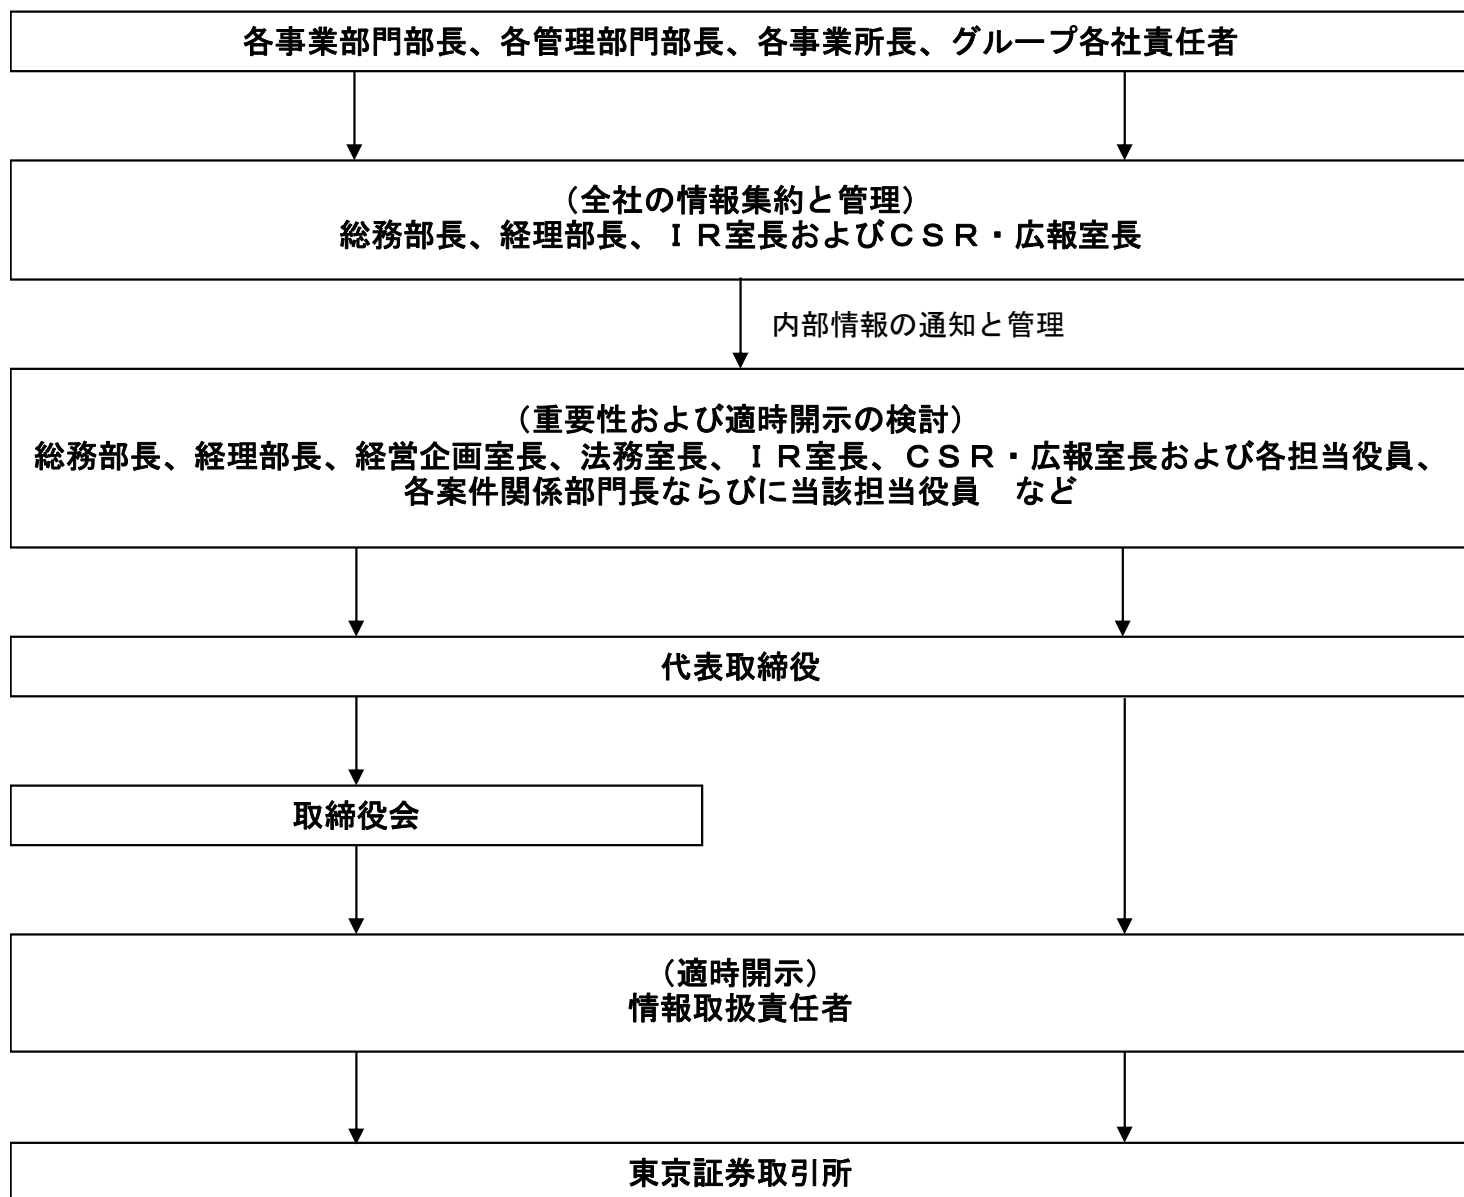 各事業部門部長、各管理部門部長、各事業所長、グループ各社責任者
（全社の情報集約と管理）
総務部長、経理部長、ＩＲ室長およびＣＳＲ・広報室長
内部情報の通知と管理
（重要性および適時開示の検討）
総務部長、経理部長、経営企画室長、法務室長、ＩＲ室長、ＣＳＲ・広報室長および各担当役員、
各案件関係部門長ならびに当該担当役員　など
代表取締役
取締役会
（適時開示）
情報取扱責任者
東京証券取引所